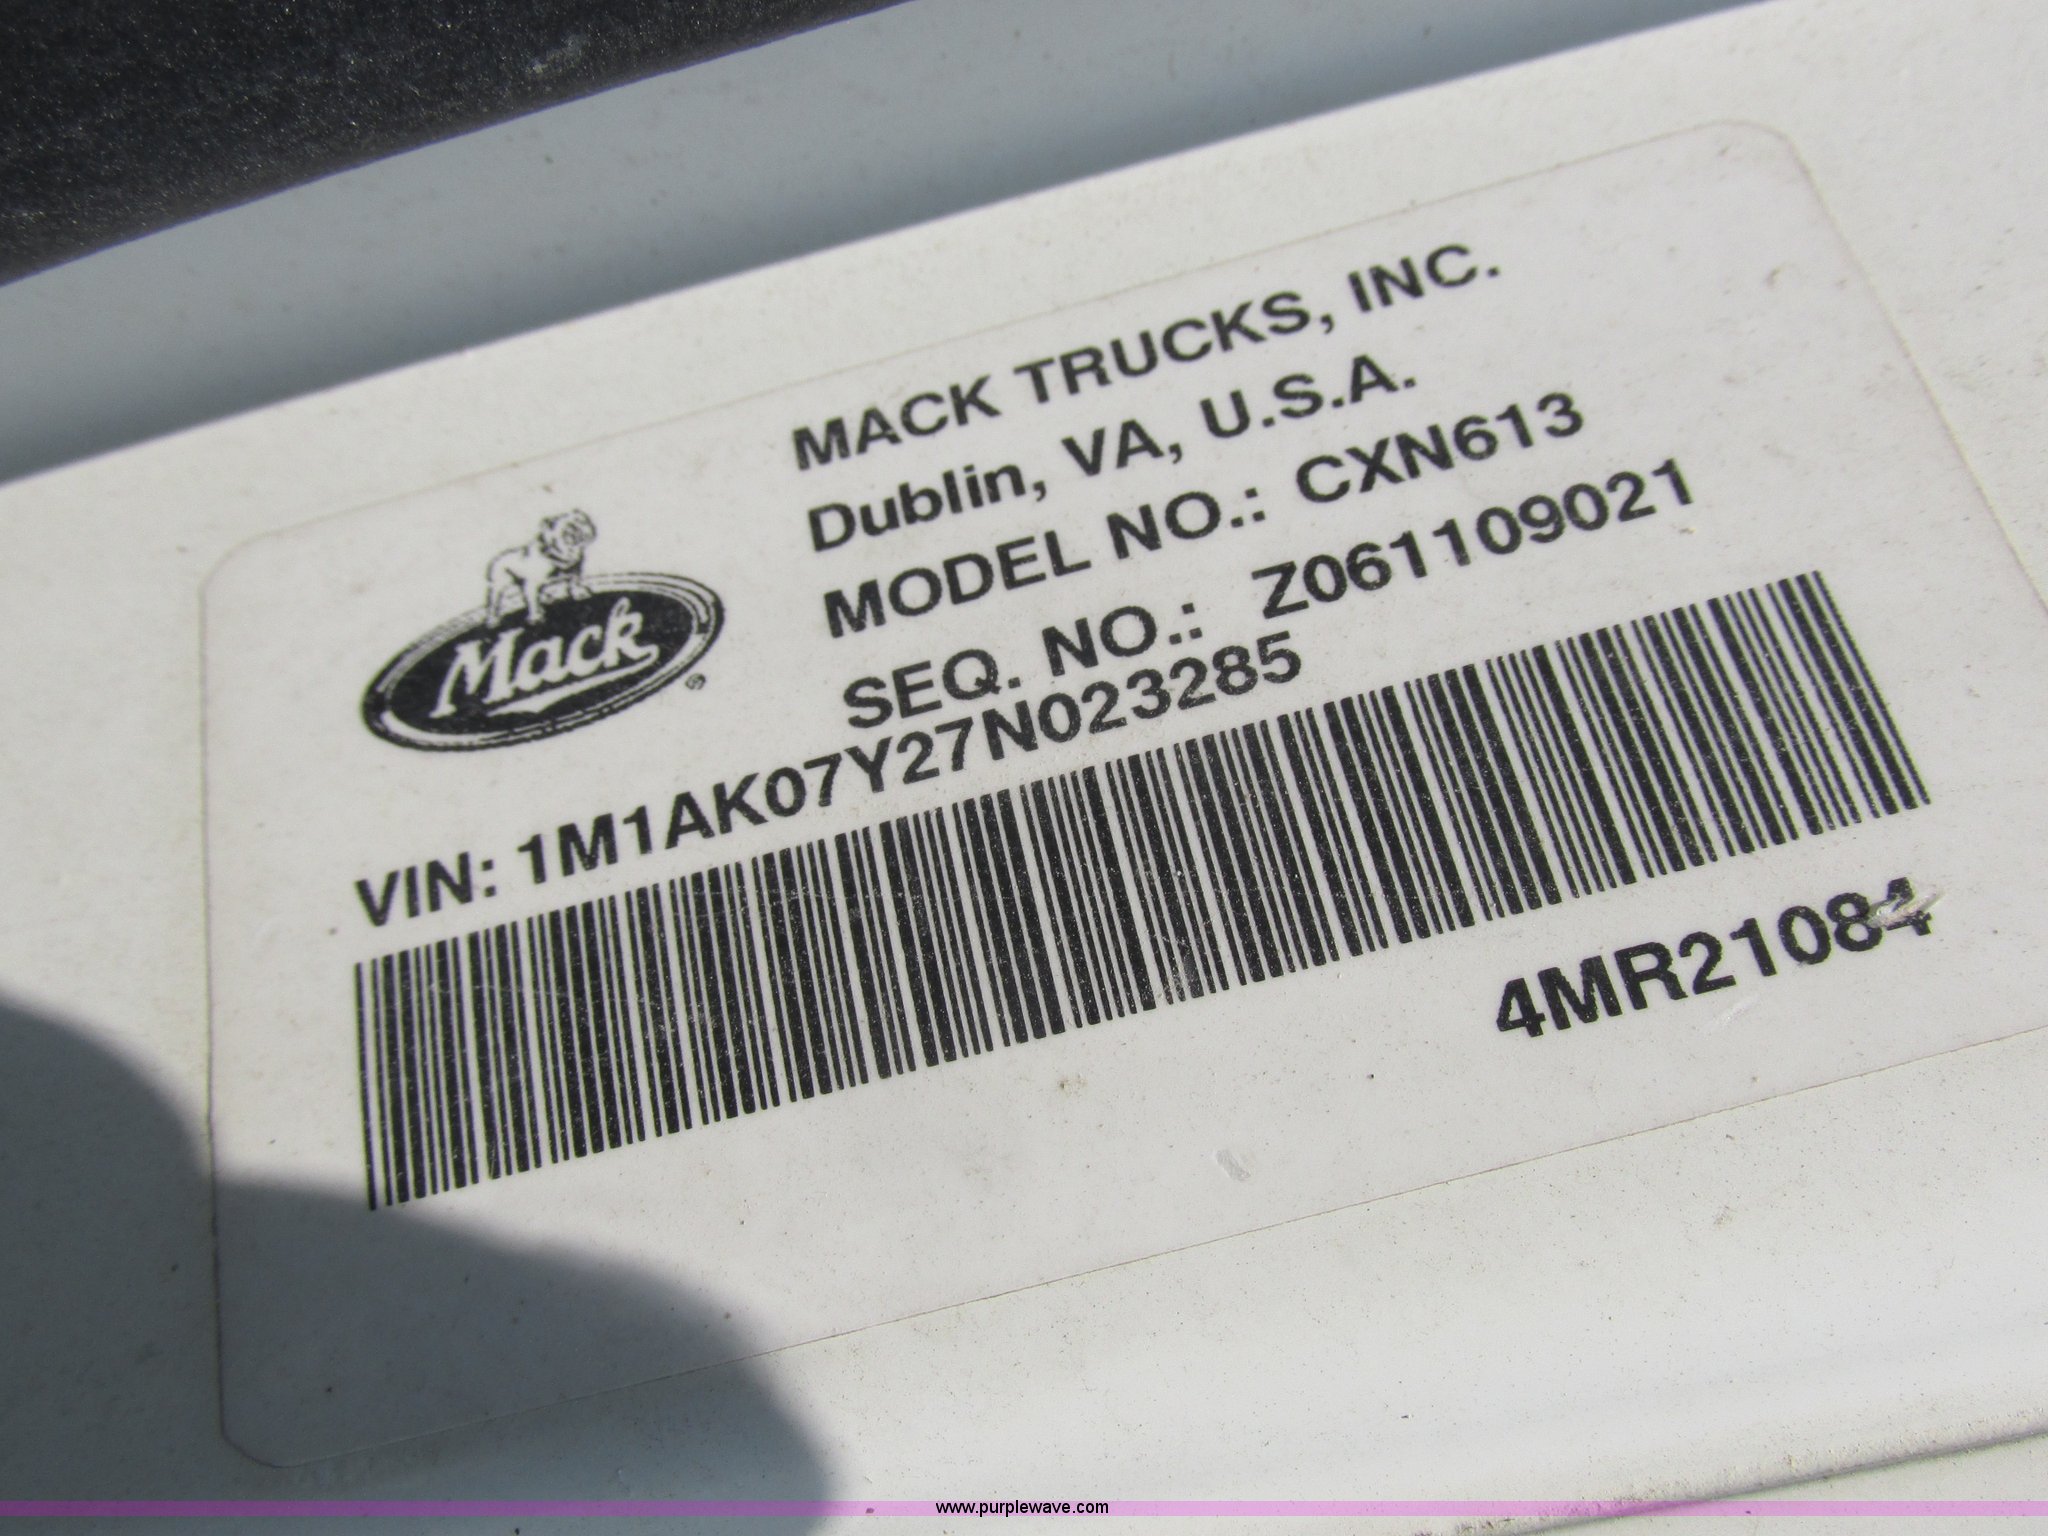 MACK TRUCKS, INC.
Dublin, VA, U.S.A.
MODEL NO.: CXN613
SEQ. NO.: Z061109021
Mack ®
VIN: 1M1AK07Y27N023285
4MR21084
www.purplewave.com